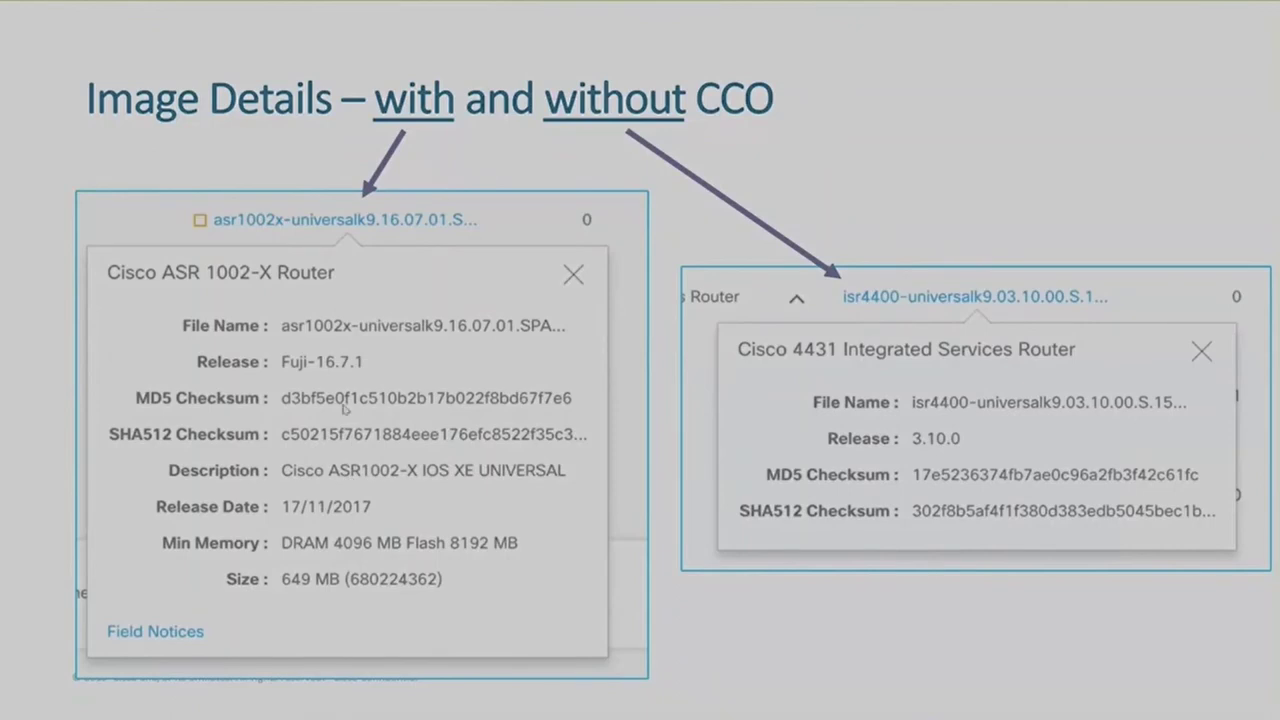 Image Details – with and without CCO
asr1002x-universalk9.16.07.01.S... 0
Cisco ASR 1002-X Router
File Name : asr1002x-universalk9.16.07.01.SPA...
Release : Fuji-16.7.1
MD5 Checksum : d3bf5e0f1c510b2b17b022f8bd67f7e6
SHA512 Checksum : c50215f7671884eee176efc8522f35c3...
Description : Cisco ASR1002-X IOS XE UNIVERSAL
Release Date : 17/11/2017
Min Memory : DRAM 4096 MB Flash 8192 MB
Size : 649 MB (680224362)
Field Notices
s Router isr4400-universalk9.03.10.00.S.1... 0
Cisco 4431 Integrated Services Router
File Name : isr4400-universalk9.03.10.00.S.15...
Release : 3.10.0
MD5 Checksum : 17e5236374fb7ae0c96a2fb3f42c61fc
SHA512 Checksum : 302f8b5af4f1f380d383edb5045bec1b...